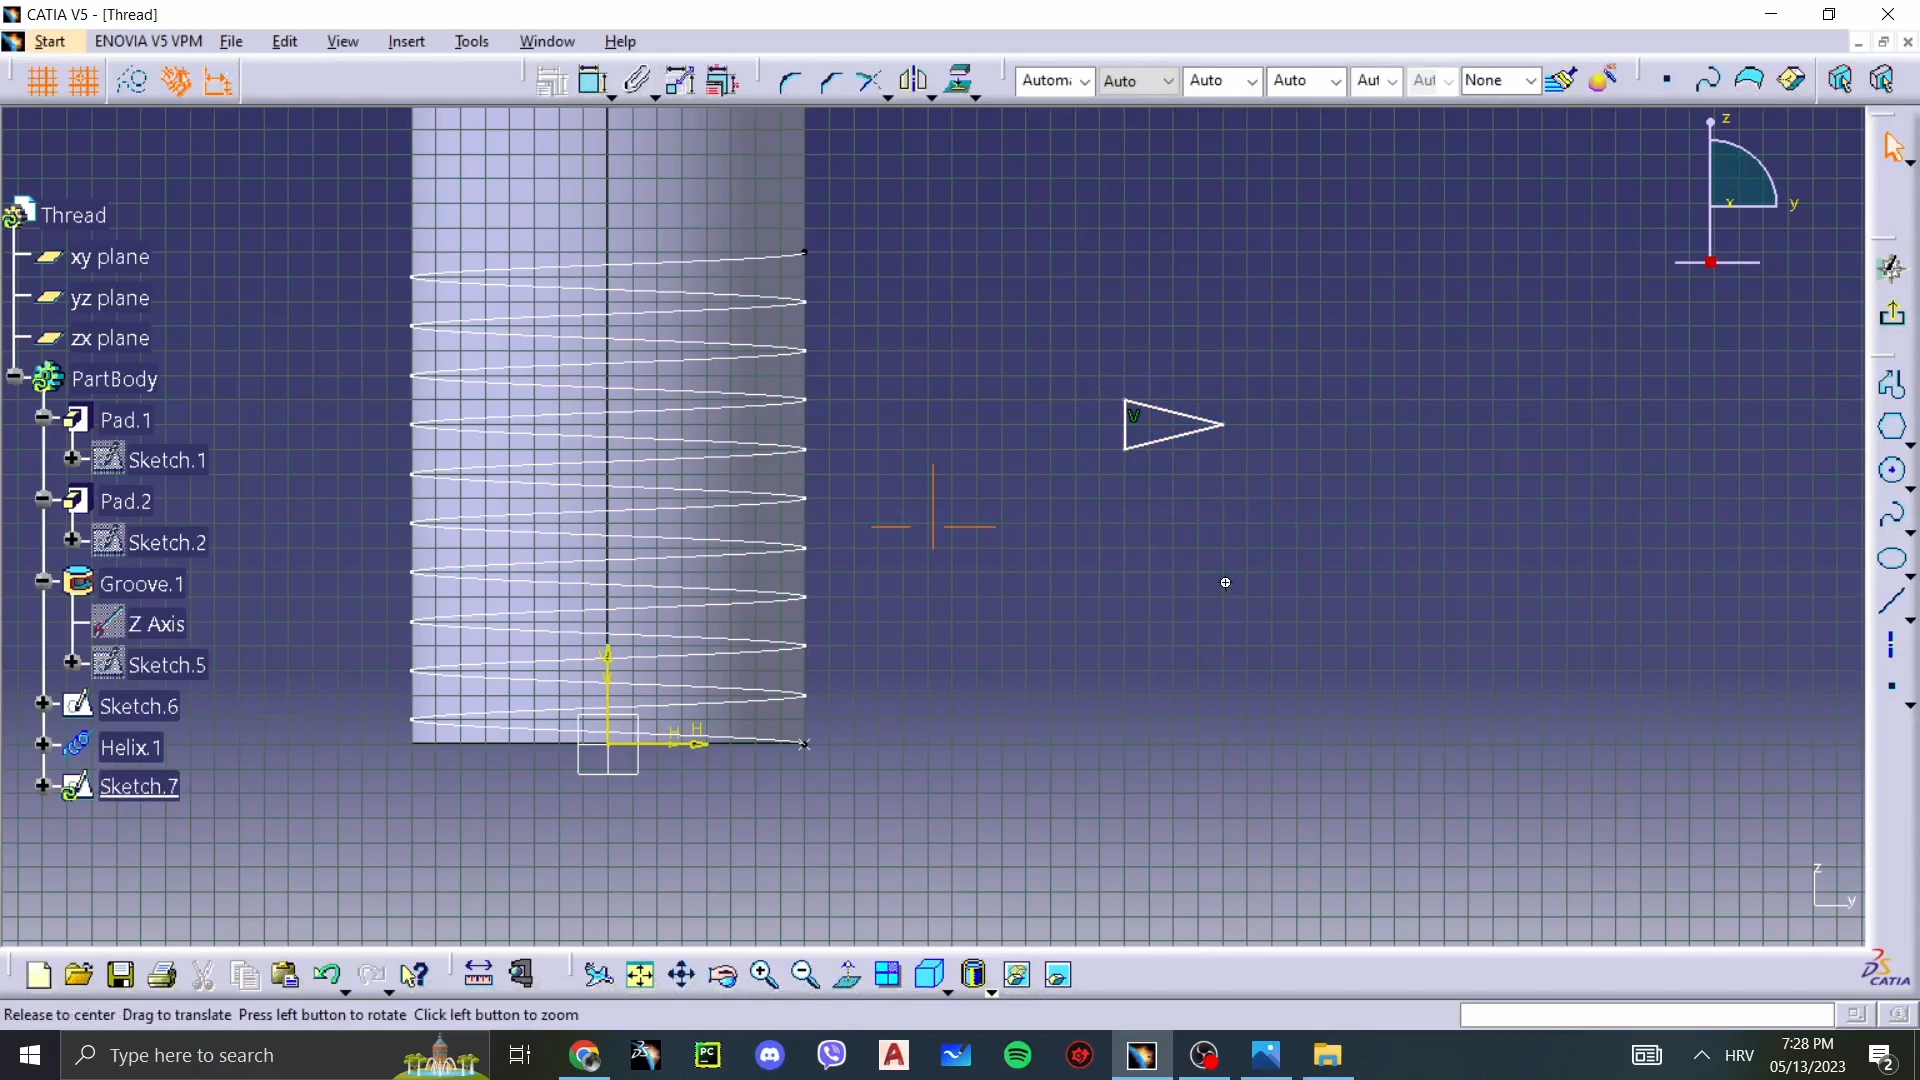 CATIA V5 - [Thread]
Start ENOVIA V5 VPM File Edit View Insert Tools Window Help
Automa Auto Auto Auto Aut Aut None
z
x y
Thread
xy plane
yz plane
zx plane
PartBody
Pad.1
Sketch.1
Pad.2
Sketch.2
Groove.1
Z Axis
Sketch.5
Sketch.6
Helix.1
Sketch.7
V
V
H H
z
y
DS CATIA
Release to center Drag to translate Press left button to rotate Click left button to zoom
Type here to search
PC
A
HRV
7:28 PM
05/13/2023
2